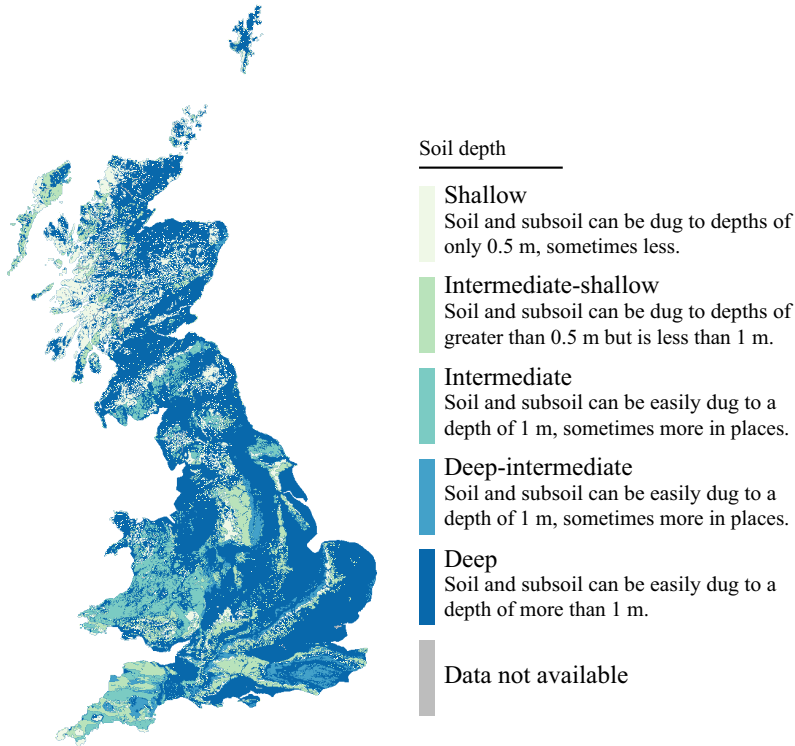 Soil depth
Shallow
Soil and subsoil can be dug to depths of
only 0.5 m, sometimes less.
Intermediate-shallow
Soil and subsoil can be dug to depths of
greater than 0.5 m but is less than 1 m.
Intermediate
Soil and subsoil can be easily dug to a
depth of 1 m, sometimes more in places.
Deep-intermediate
Soil and subsoil can be easily dug to a
depth of 1 m, sometimes more in places.
Deep
Soil and subsoil can be easily dug to a
depth of more than 1 m.
Data not available